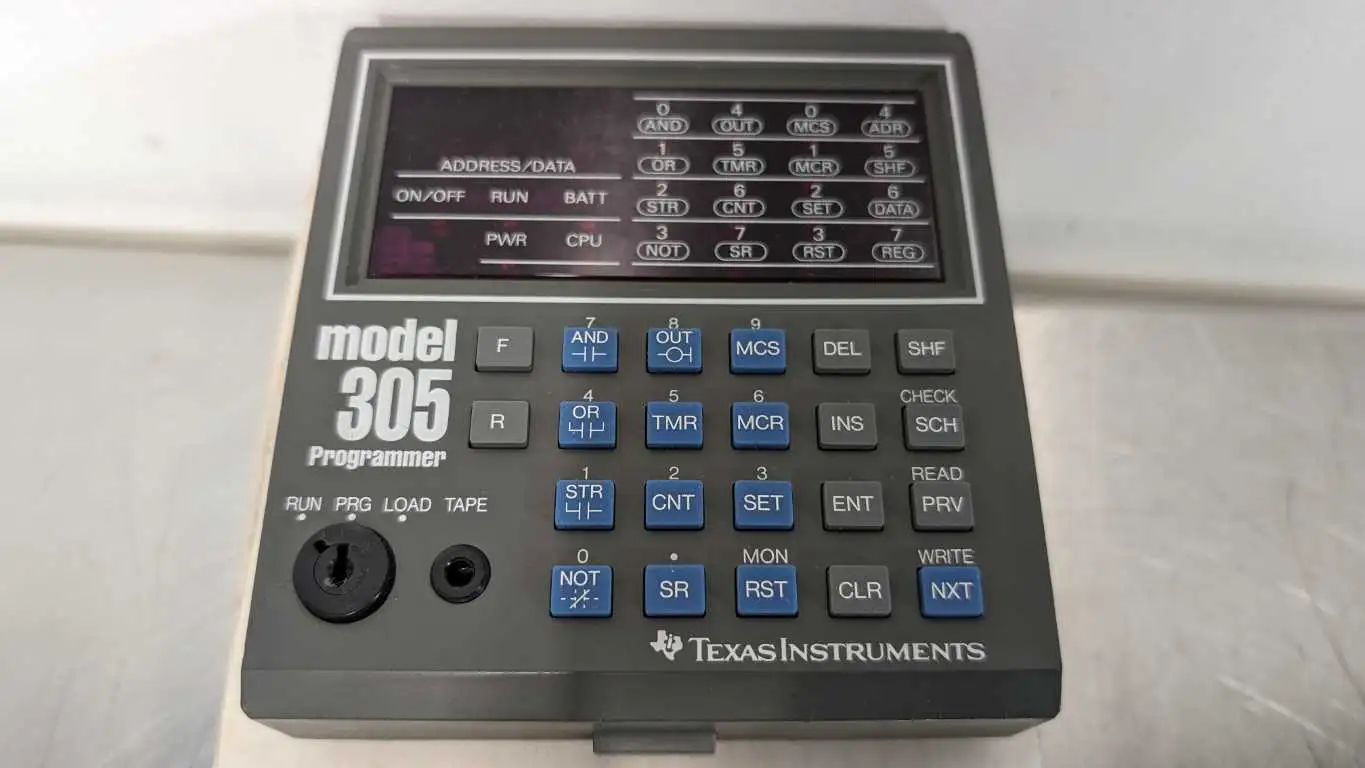 0 4 0 4
AND OUT MCS ADR
1 5 1 5
ADDRESS/DATA OR TMR MCR SHF
2 6 2 6
ON/OFF RUN BATT STR CNT SET DATA
3 7 3 7
PWR CPU NOT SR RST REG
model
305
Programmer
7 8 9
F AND OUT MCS DEL SHF
4 5 6 CHECK
R OR TMR MCR INS SCH
1 2 3 READ
STR CNT SET ENT PRV
RUN PRG LOAD TAPE
0 • MON WRITE
NOT SR RST CLR NXT
TEXAS INSTRUMENTS